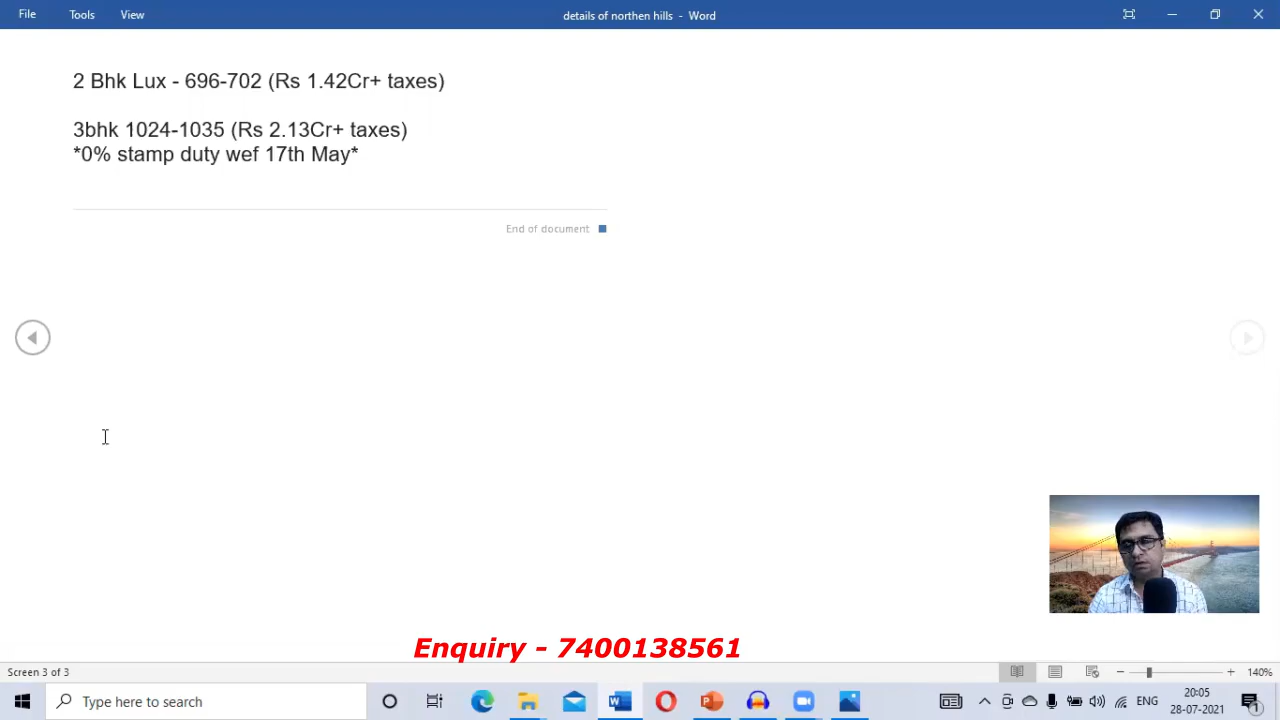 File Tools View details of northen hills - Word
2 Bhk Lux - 696-702 (Rs 1.42Cr+ taxes)
3bhk 1024-1035 (Rs 2.13Cr+ taxes)
*0% stamp duty wef 17th May*
End of document
Enquiry - 7400138561
Screen 3 of 3 140%
Type here to search ENG 20:05
28-07-2021 1